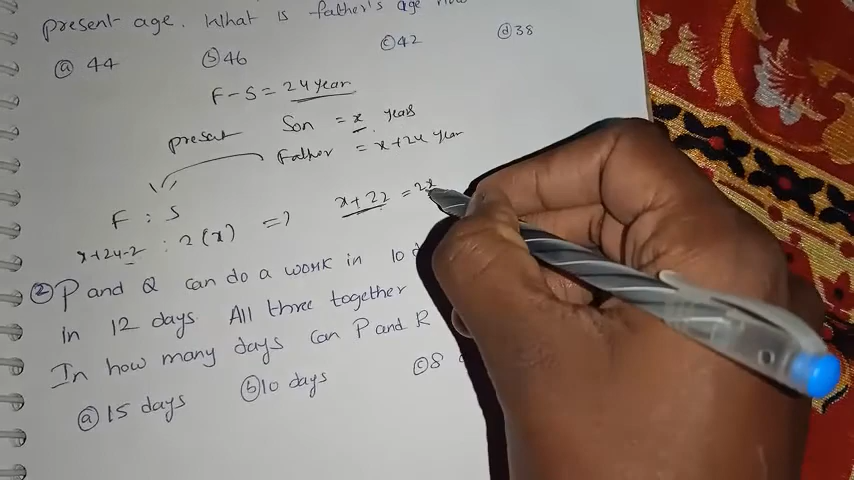 present age. What is father's age now
ⓐ 44 ⓑ 46 ⓒ 42 ⓓ 38
F - S = 24 year
present Son = x years
Father = x + 24 year
F : S
x + 24 - 2 : 2(x) => x + 22 = 2x
② P and Q can do a work in 10
in 12 days. All three together
In how many days can P and R
ⓐ 15 days ⓑ 10 days ⓒ 8